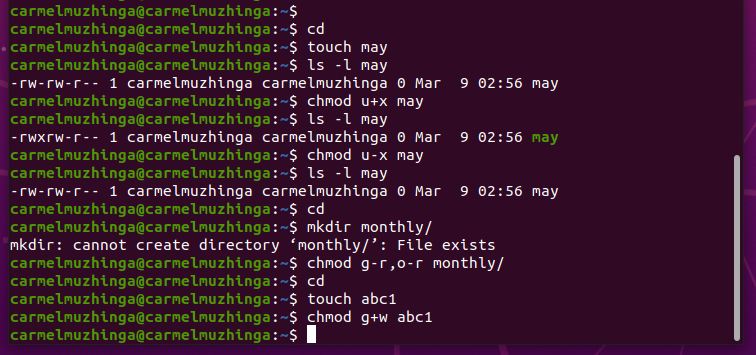 carmelmuzhinga@carmelmuzhinga:~$
carmelmuzhinga@carmelmuzhinga:~$ cd
carmelmuzhinga@carmelmuzhinga:~$ touch may
carmelmuzhinga@carmelmuzhinga:~$ ls -l may
-rw-rw-r-- 1 carmelmuzhinga carmelmuzhinga 0 Mar  9 02:56 may
carmelmuzhinga@carmelmuzhinga:~$ chmod u+x may
carmelmuzhinga@carmelmuzhinga:~$ ls -l may
-rwxrw-r-- 1 carmelmuzhinga carmelmuzhinga 0 Mar  9 02:56 may
carmelmuzhinga@carmelmuzhinga:~$ chmod u-x may
carmelmuzhinga@carmelmuzhinga:~$ ls -l may
-rw-rw-r-- 1 carmelmuzhinga carmelmuzhinga 0 Mar  9 02:56 may
carmelmuzhinga@carmelmuzhinga:~$ cd
carmelmuzhinga@carmelmuzhinga:~$ mkdir monthly/
mkdir: cannot create directory ‘monthly/’: File exists
carmelmuzhinga@carmelmuzhinga:~$ chmod g-r,o-r monthly/
carmelmuzhinga@carmelmuzhinga:~$ cd
carmelmuzhinga@carmelmuzhinga:~$ touch abc1
carmelmuzhinga@carmelmuzhinga:~$ chmod g+w abc1
carmelmuzhinga@carmelmuzhinga:~$